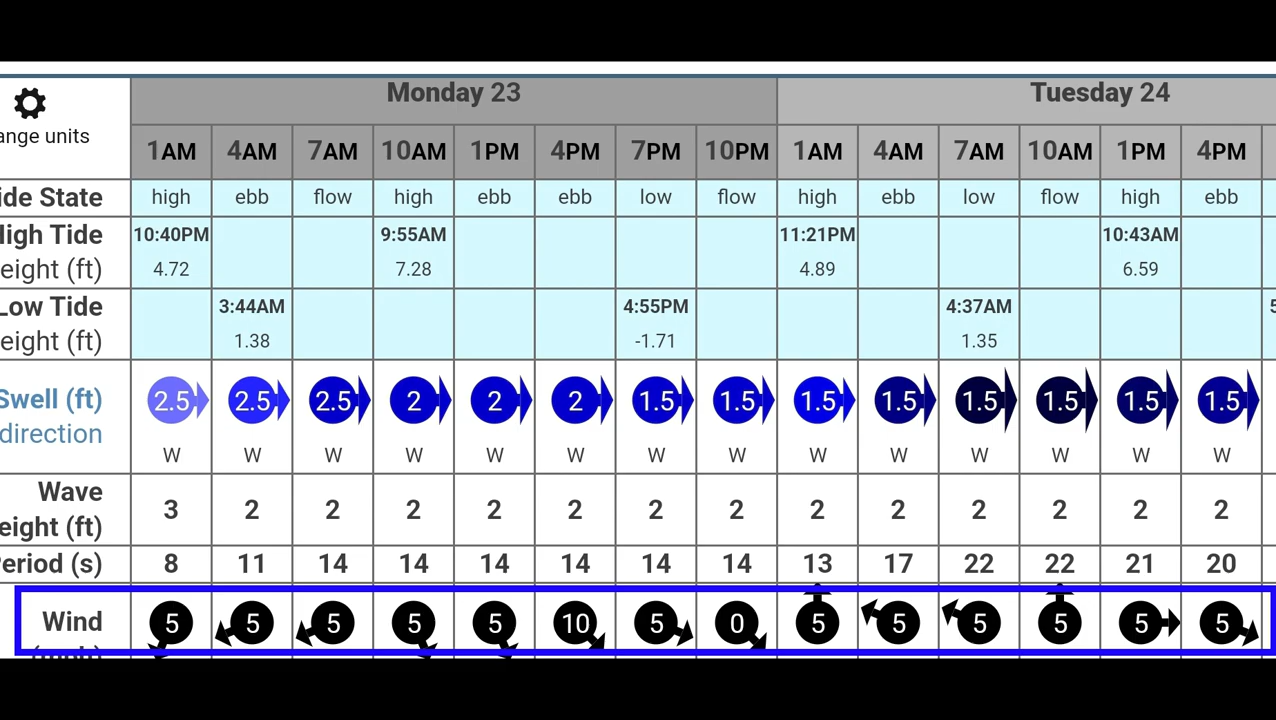 Monday 23 Tuesday 24
ange units
1AM 4AM 7AM 10AM 1PM 4PM 7PM 10PM 1AM 4AM 7AM 10AM 1PM 4PM
ide State high ebb flow high ebb ebb low flow high ebb low flow high ebb
High Tide 10:40PM 9:55AM 11:21PM 10:43AM
eight (ft) 4.72 7.28 4.89 6.59
Low Tide 3:44AM 4:55PM 4:37AM 5
eight (ft) 1.38 -1.71 1.35
Swell (ft) 2.5 2.5 2.5 2 2 2 1.5 1.5 1.5 1.5 1.5 1.5 1.5 1.5
direction W W W W W W W W W W W W W W
Wave
eight (ft) 3 2 2 2 2 2 2 2 2 2 2 2 2 2
Period (s) 8 11 14 14 14 14 14 14 13 17 22 22 21 20
Wind 5 5 5 5 5 10 5 0 5 5 5 5 5 5